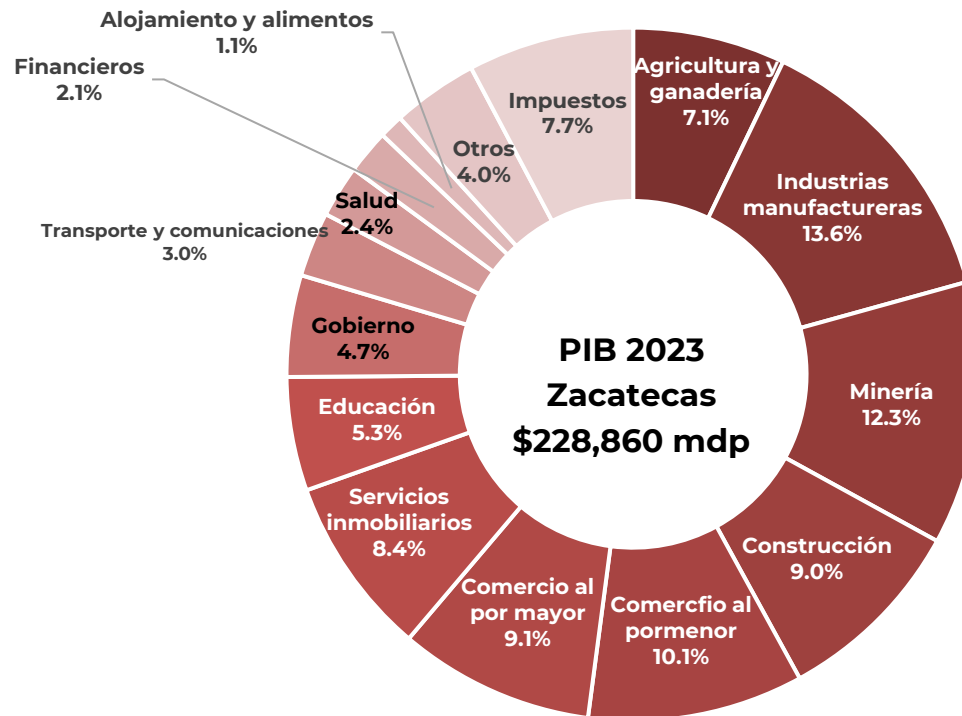 Alojamiento y alimentos
1.1%
Financieros
2.1%
Impuestos
7.7%
Agricultura y
ganadería
7.1%
Otros
4.0%
Industrias
manufactureras
13.6%
Salud
2.4%
Transporte y comunicaciones
3.0%
Gobierno
4.7%
PIB 2023
Zacatecas
$228,860 mdp
Minería
12.3%
Educación
5.3%
Servicios
inmobiliarios
8.4%
Construcción
9.0%
Comercio al
por mayor
9.1%
Comercfio al
pormenor
10.1%